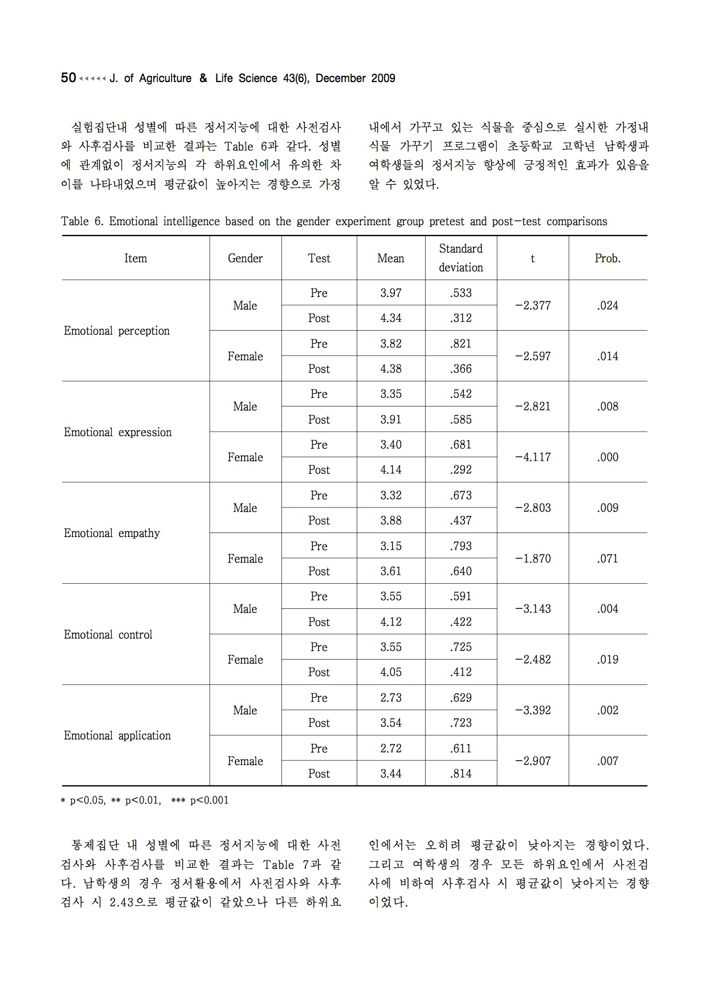 50 ◀◀◀◀◀ J. of Agriculture & Life Science 43(6), December 2009
실험집단내 성별에 따른 정서지능에 대한 사전검사
와 사후검사를 비교한 결과는 Table 6과 같다. 성별
에 관계없이 정서지능의 각 하위요인에서 유의한 차
이를 나타내었으며 평균값이 높아지는 경향으로 가정
내에서 가꾸고 있는 식물을 중심으로 실시한 가정내
식물 가꾸기 프로그램이 초등학교 고학년 남학생과
여학생들의 정서지능 향상에 긍정적인 효과가 있음을
알 수 있었다.
Table 6. Emotional intelligence based on the gender experiment group pretest and post-test comparisons
Item Gender Test Mean Standard deviation t Prob.
Emotional perception Male Pre 3.97 .533 -2.377 .024
Post 4.34 .312
Female Pre 3.82 .821 -2.597 .014
Post 4.38 .366
Emotional expression Male Pre 3.35 .542 -2.821 .008
Post 3.91 .585
Female Pre 3.40 .681 -4.117 .000
Post 4.14 .292
Emotional empathy Male Pre 3.32 .673 -2.803 .009
Post 3.88 .437
Female Pre 3.15 .793 -1.870 .071
Post 3.61 .640
Emotional control Male Pre 3.55 .591 -3.143 .004
Post 4.12 .422
Female Pre 3.55 .725 -2.482 .019
Post 4.05 .412
Emotional application Male Pre 2.73 .629 -3.392 .002
Post 3.54 .723
Female Pre 2.72 .611 -2.907 .007
Post 3.44 .814
* p<0.05, ** p<0.01, *** p<0.001
통제집단 내 성별에 따른 정서지능에 대한 사전
검사와 사후검사를 비교한 결과는 Table 7과 같
다. 남학생의 경우 정서활용에서 사전검사와 사후
검사 시 2.43으로 평균값이 같았으나 다른 하위요
인에서는 오히려 평균값이 낮아지는 경향이었다.
그리고 여학생의 경우 모든 하위요인에서 사전검
사에 비하여 사후검사 시 평균값이 낮아지는 경향
이었다.